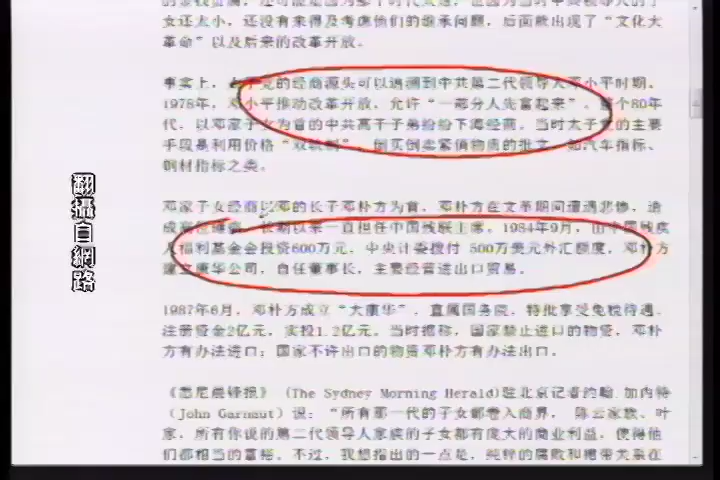 女还太小，还没有来得及考虑他们的继承问题，后面就出现了“文化大
革命”以及后来的改革开放。
事实上，太子党的经商源头可以追溯到中共第二代领导人邓小平时期。
1978年，邓小平推动改革开放，允许“一部分人先富起来”。整个80年
代，以邓家子女为首的中共高干子弟纷纷下海经商。当时太子党的主要
手段是利用价格“双轨制”，倒买倒卖紧俏物质的批文，如汽车指标、
钢材指标之类。
邓家子女经商以邓的长子邓朴方为首，邓朴方在文革期间遭遇悲惨，造
成高位瘫痪，长期以来一直担任中国残联主席。1984年9月，由中国残疾
人福利基金会投资600万元，中央计委拨付 500万美元外汇额度，邓朴方
建立康华公司，自任董事长，主要经营进出口贸易。
1987年6月，邓朴方成立“大康华”，直属国务院，特批享受免税待遇，
注册资金2亿元，实投1.2亿元。当时据称，国家禁止进口的物资，邓朴
方有办法进口；国家不许出口的物资邓朴方有办法出口。
《悉尼晨锋报》（The Sydney Morning Herald)驻北京记者约翰.加内特
（John Garnaut）说：“所有那一代的子女都卷入商界， 陈云家族、叶
家，所有你说的第二代领导人家族的子女都有庞大的商业利益，使得他
们都相当的富裕。不过，我想指出的一点是，纯粹的腐败和裙带关系在
翻攝自網路